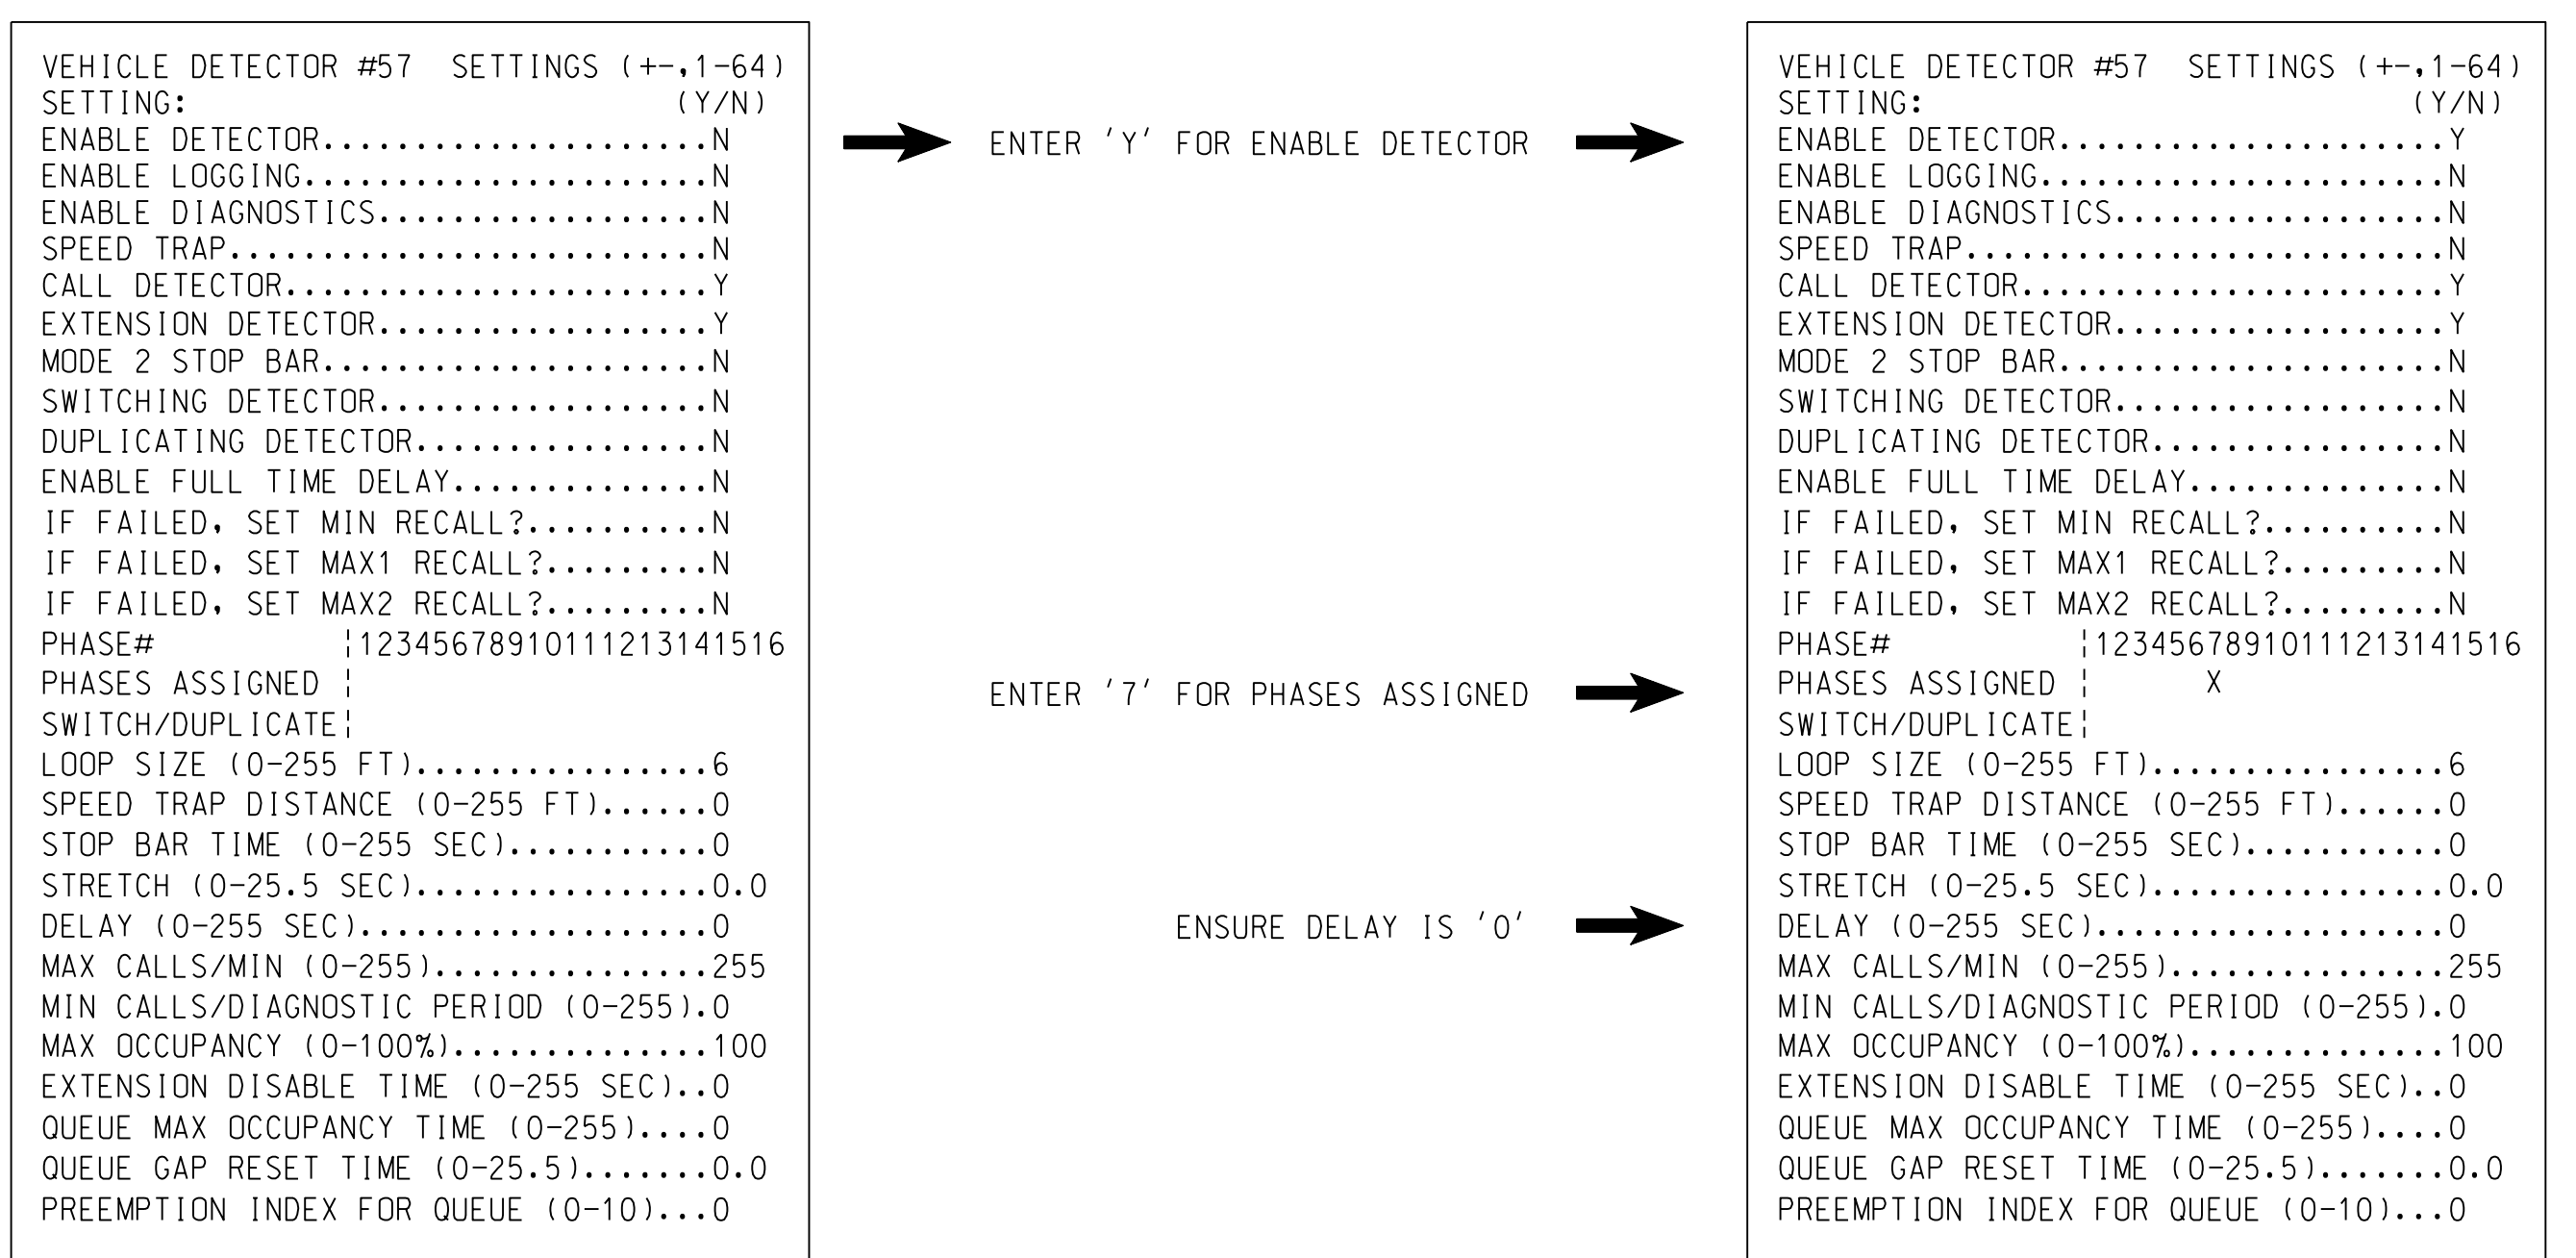 VEHICLE DETECTOR #57  SETTINGS (+-,1-64)
SETTING: (Y/N)
ENABLE DETECTOR.....................N
ENABLE LOGGING......................N
ENABLE DIAGNOSTICS..................N
SPEED TRAP..........................N
CALL DETECTOR.......................Y
EXTENSION DETECTOR..................Y
MODE 2 STOP BAR.....................N
SWITCHING DETECTOR..................N
DUPLICATING DETECTOR................N
ENABLE FULL TIME DELAY..............N
IF FAILED, SET MIN RECALL?..........N
IF FAILED, SET MAX1 RECALL?.........N
IF FAILED, SET MAX2 RECALL?.........N
PHASE# ¦12345678910111213141516
PHASES ASSIGNED ¦
SWITCH/DUPLICATE¦
LOOP SIZE (0-255 FT)................6
SPEED TRAP DISTANCE (0-255 FT)......0
STOP BAR TIME (0-255 SEC)...........0
STRETCH (0-25.5 SEC)................0.0
DELAY (0-255 SEC)...................0
MAX CALLS/MIN (0-255)...............255
MIN CALLS/DIAGNOSTIC PERIOD (0-255).0
MAX OCCUPANCY (0-100%)..............100
EXTENSION DISABLE TIME (0-255 SEC)..0
QUEUE MAX OCCUPANCY TIME (0-255)....0
QUEUE GAP RESET TIME (0-25.5).......0.0
PREEMPTION INDEX FOR QUEUE (0-10)...0
ENTER 'Y' FOR ENABLE DETECTOR
ENTER '7' FOR PHASES ASSIGNED
ENSURE DELAY IS '0'
VEHICLE DETECTOR #57  SETTINGS (+-,1-64)
SETTING: (Y/N)
ENABLE DETECTOR.....................Y
ENABLE LOGGING......................N
ENABLE DIAGNOSTICS..................N
SPEED TRAP..........................N
CALL DETECTOR.......................Y
EXTENSION DETECTOR..................Y
MODE 2 STOP BAR.....................N
SWITCHING DETECTOR..................N
DUPLICATING DETECTOR................N
ENABLE FULL TIME DELAY..............N
IF FAILED, SET MIN RECALL?..........N
IF FAILED, SET MAX1 RECALL?.........N
IF FAILED, SET MAX2 RECALL?.........N
PHASE# ¦12345678910111213141516
PHASES ASSIGNED ¦ X
SWITCH/DUPLICATE¦
LOOP SIZE (0-255 FT)................6
SPEED TRAP DISTANCE (0-255 FT)......0
STOP BAR TIME (0-255 SEC)...........0
STRETCH (0-25.5 SEC)................0.0
DELAY (0-255 SEC)...................0
MAX CALLS/MIN (0-255)...............255
MIN CALLS/DIAGNOSTIC PERIOD (0-255).0
MAX OCCUPANCY (0-100%)..............100
EXTENSION DISABLE TIME (0-255 SEC)..0
QUEUE MAX OCCUPANCY TIME (0-255)....0
QUEUE GAP RESET TIME (0-25.5).......0.0
PREEMPTION INDEX FOR QUEUE (0-10)...0